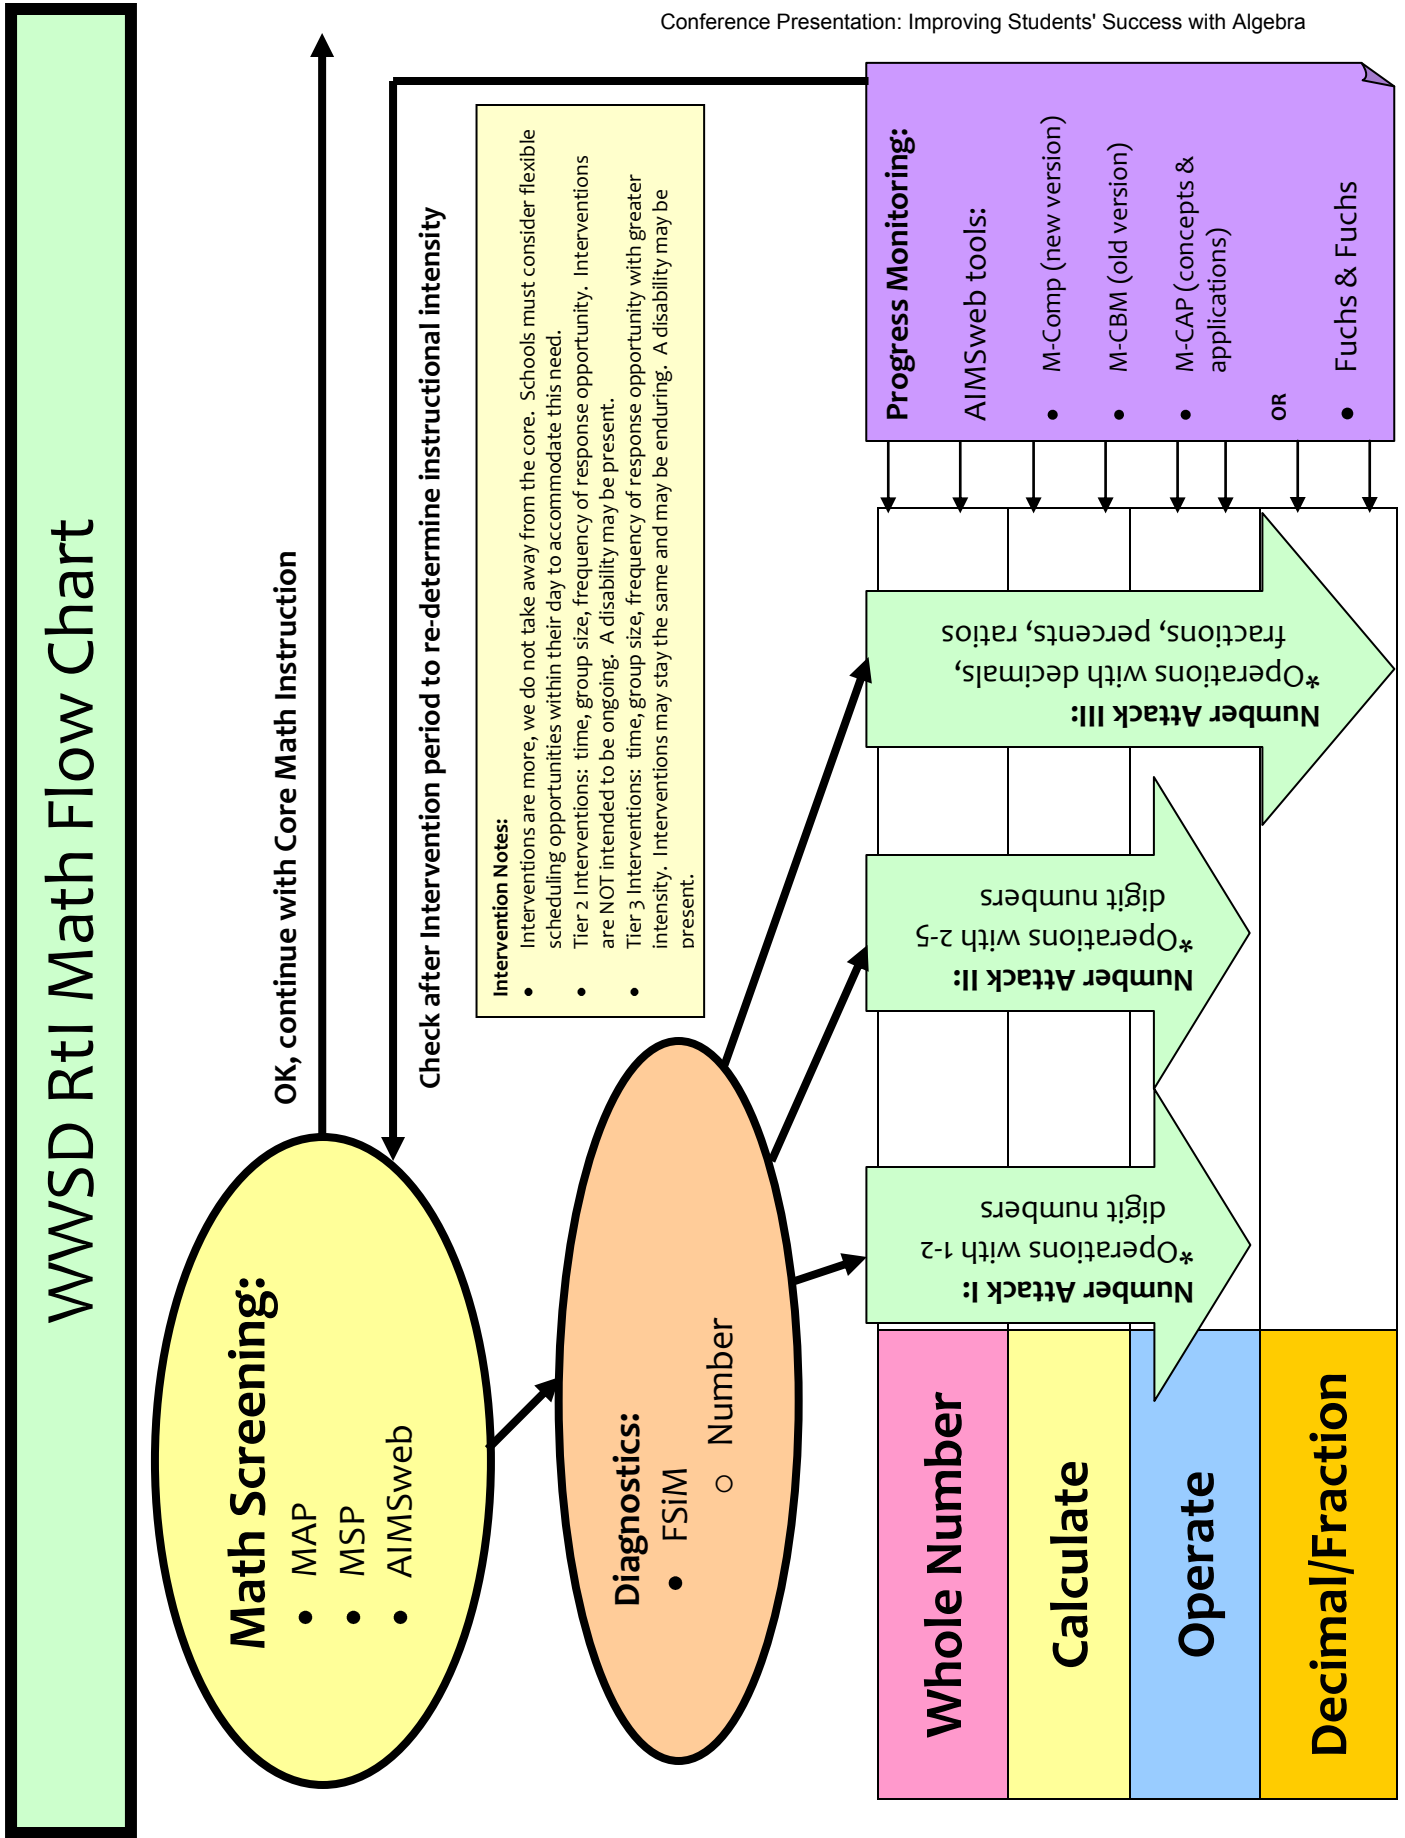 Conference Presentation: Improving Students' Success with Algebra
WWSD RtI Math Flow Chart
OK, continue with Core Math Instruction
Math Screening:
• MAP
• MSP
• AIMSweb
Check after Intervention period to re-determine instructional intensity
Intervention Notes:
• Interventions are more, we do not take away from the core. Schools must consider flexible
scheduling opportunities within their day to accommodate this need.
• Tier 2 Interventions: time, group size, frequency of response opportunity. Interventions
are NOT intended to be ongoing. A disability may be present.
• Tier 3 Interventions: time, group size, frequency of response opportunity with greater
intensity. Interventions may stay the same and may be enduring. A disability may be
present.
Diagnostics:
• FSiM
○ Number
Whole Number
Calculate
Operate
Decimal/Fraction
Number Attack I:
*Operations with 1-2
digit numbers
Number Attack II:
*Operations with 2-5
digit numbers
Number Attack III:
*Operations with decimals,
fractions, percents, ratios
Progress Monitoring:
AIMSweb tools:
• M-Comp (new version)
• M-CBM (old version)
• M-CAP (concepts &
applications)
OR
• Fuchs & Fuchs